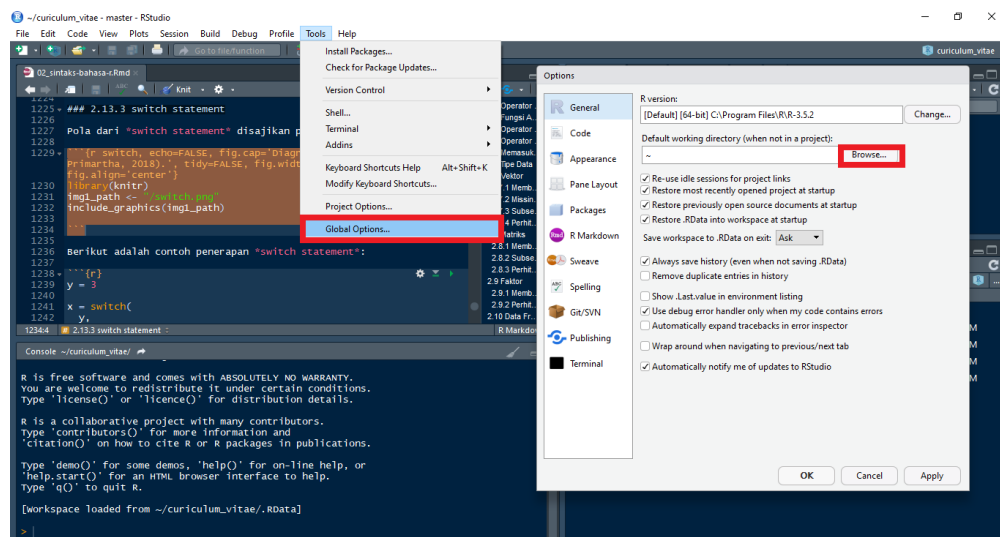 ~/curiculum_vitae - master - RStudio
File Edit Code View Plots Session Build Debug Profile Tools Help
Go to file/function
curiculum_vitae
Install Packages...
Check for Package Updates...
Version Control
Shell...
Terminal
Addins
Keyboard Shortcuts Help Alt+Shift+K
Modify Keyboard Shortcuts...
Project Options...
Global Options...
02_sintaks-bahasa-r.Rmd
ABC
Knit
1224
1225 ### 2.13.3 switch statement
1226
1227 Pola dari *switch statement* disajikan p
1228
1229 ```{r switch, echo=FALSE, fig.cap="Diagr
Primartha, 2018).", tidy=FALSE, fig.widt
fig.align='center'}
1230 library(knitr)
1231 img1_path <- "/switch.png"
1232 include_graphics(img1_path)
1233
1234 ```
1235
1236 Berikut adalah contoh penerapan *switch statement*:
1237
1238 ```{r}
1239 y = 3
1240
1241 x = switch(
1242 y,
1234:4 2.13.3 switch statement
R Markdo
Operator
Fungsi A..
Operator
Operator
Memasuk.
Tipe Data
Vektor
.1 Memb..
.2 Missin..
.3 Subse..
.4 Perhit..
Matriks
2.8.1 Memb..
2.8.2 Subse..
2.8.3 Perhit..
2.9 Faktor
2.9.1 Memb..
2.9.2 Perhit..
2.10 Data Fr...
Console ~/curiculum_vitae/
R is free software and comes with ABSOLUTELY NO WARRANTY.
You are welcome to redistribute it under certain conditions.
Type 'license()' or 'licence()' for distribution details.
R is a collaborative project with many contributors.
Type 'contributors()' for more information and
'citation()' on how to cite R or R packages in publications.
Type 'demo()' for some demos, 'help()' for on-line help, or
'help.start()' for an HTML browser interface to help.
Type 'q()' to quit R.
[Workspace loaded from ~/curiculum_vitae/.RData]
>
Options
General
Code
Appearance
Pane Layout
Packages
R Markdown
Sweave
Spelling
Git/SVN
Publishing
Terminal
R version:
[Default] [64-bit] C:\Program Files\R\R-3.5.2
Change...
Default working directory (when not in a project):
~
Browse...
Re-use idle sessions for project links
Restore most recently opened project at startup
Restore previously open source documents at startup
Restore .RData into workspace at startup
Save workspace to .RData on exit: Ask
Always save history (even when not saving .RData)
Remove duplicate entries in history
Show .Last.value in environment listing
Use debug error handler only when my code contains errors
Automatically expand tracebacks in error inspector
Wrap around when navigating to previous/next tab
Automatically notify me of updates to RStudio
OK Cancel Apply
M
M
M
M